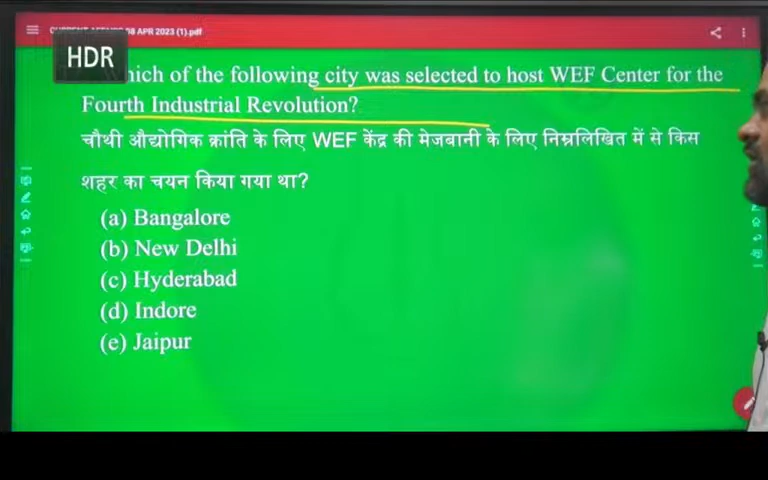 08 APR 2023 (1).pdf
HDR
hich of the following city was selected to host WEF Center for the
Fourth Industrial Revolution?
चौथी औद्योगिक क्रांति के लिए WEF केंद्र की मेजबानी के लिए निम्नलिखित में से किस
शहर का चयन किया गया था?
(a) Bangalore
(b) New Delhi
(c) Hyderabad
(d) Indore
(e) Jaipur